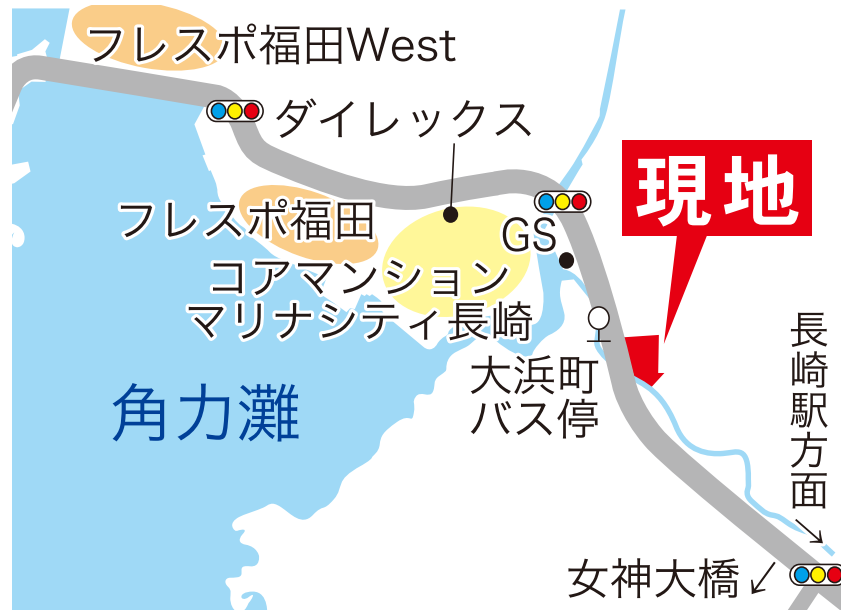 フレスポ福田West
ダイレックス
現地
フレスポ福田
GS
コアマンション
マリナシティ長崎
大浜町
バス停
長崎駅方面
↓
角力灘
女神大橋↓